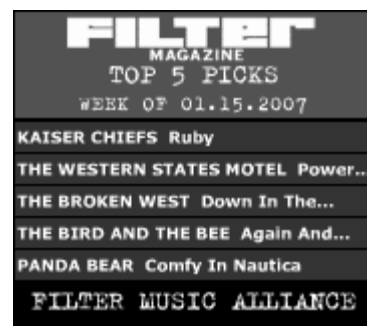 FILTER
MAGAZINE
TOP 5 PICKS
WEEK OF 01.15.2007
KAISER CHIEFS Ruby
THE WESTERN STATES MOTEL Power..
THE BROKEN WEST Down In The...
THE BIRD AND THE BEE Again And...
PANDA BEAR Comfy In Nautica
FILTER MUSIC ALLIANCE